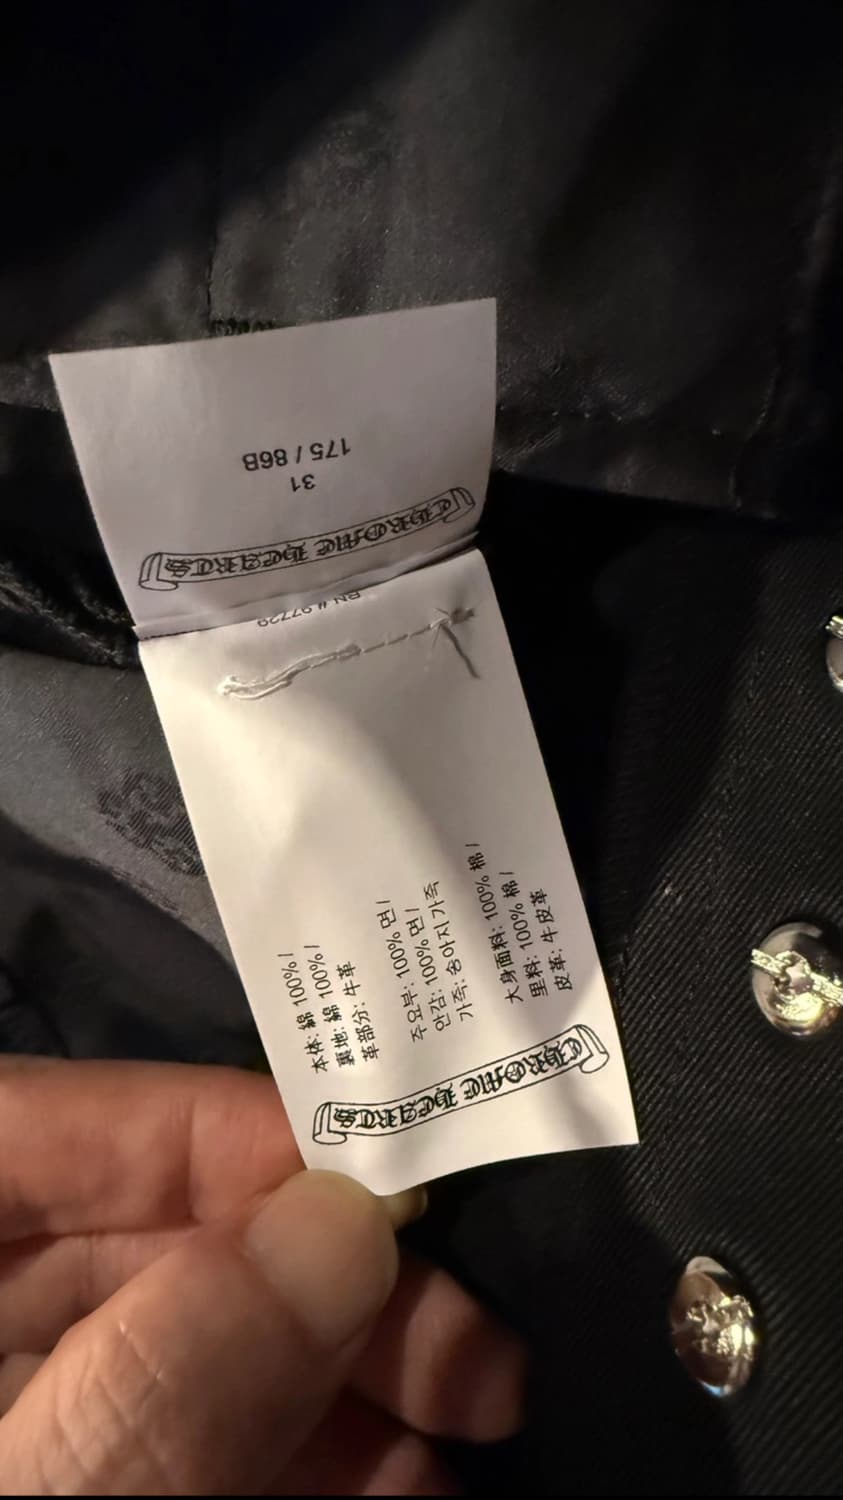 175 / 86B
31
CHROME HEARTS
RN # 97729
本体: 綿 100% /
裏地: 綿 100% /
革部分: 牛革
주요부: 100% 면 /
안감: 100% 면 /
가죽: 송아지가죽
大身面料: 100% 棉 /
里料: 100% 棉 /
皮革: 牛皮革
CHROME HEARTS